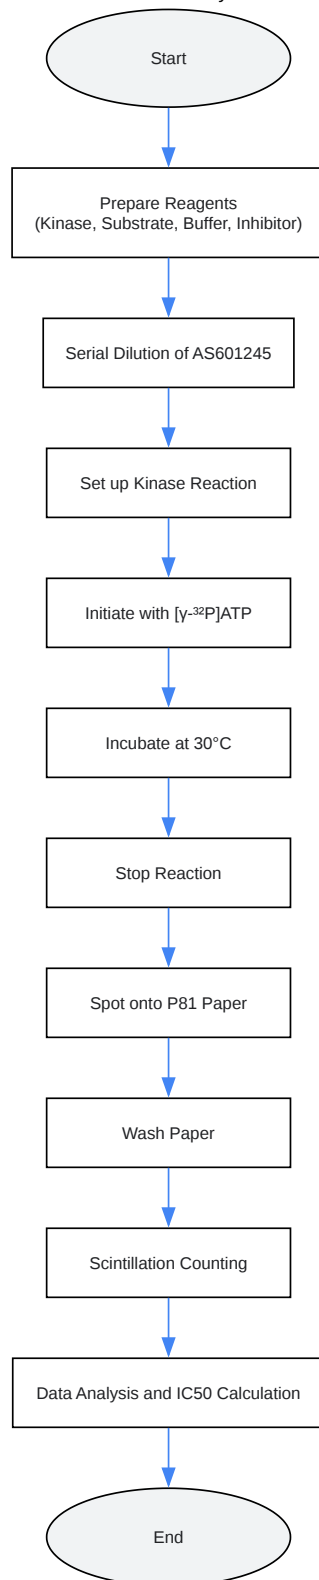 Start
Prepare Reagents
(Kinase, Substrate, Buffer, Inhibitor)
Serial Dilution of AS601245
Set up Kinase Reaction
Initiate with [γ-³²P]ATP
Incubate at 30°C
Stop Reaction
Spot onto P81 Paper
Wash Paper
Scintillation Counting
Data Analysis and IC50 Calculation
End